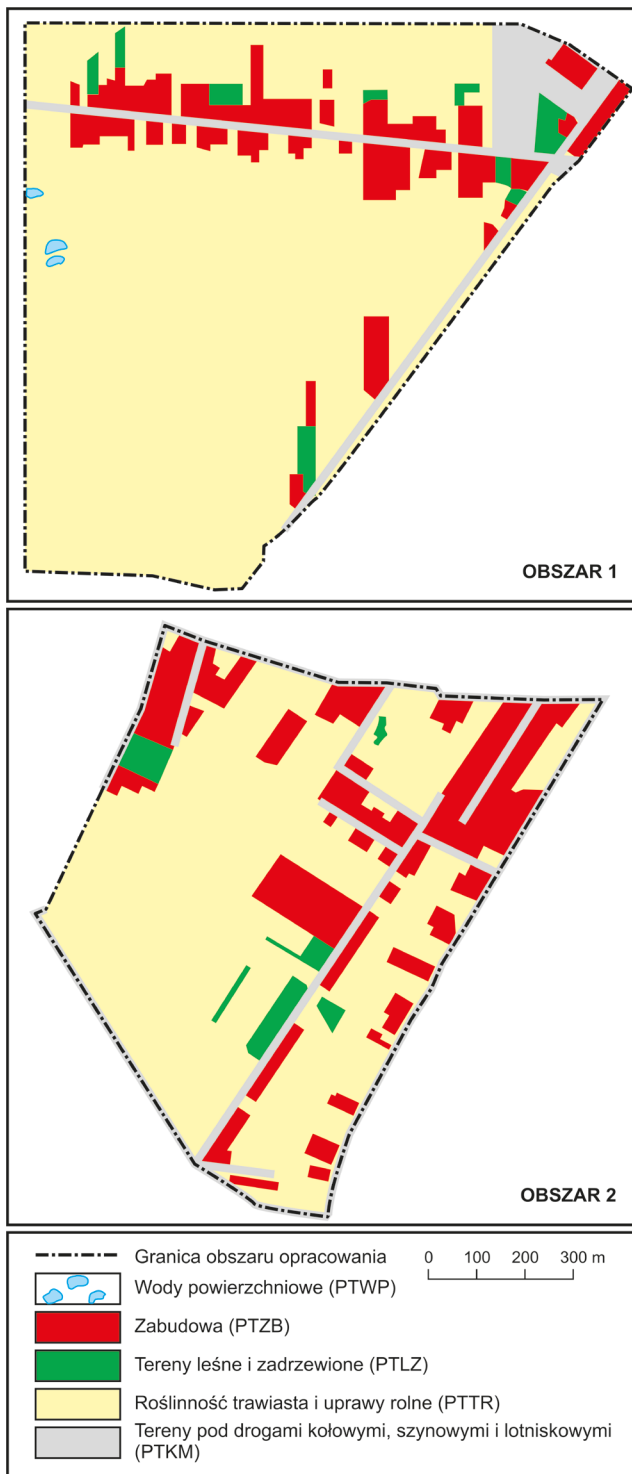 OBSZAR 1
OBSZAR 2
Granica obszaru opracowania
0 100 200 300 m
Wody powierzchniowe (PTWP)
Zabudowa (PTZB)
Tereny leśne i zadrzewione (PTLZ)
Roślinność trawiasta i uprawy rolne (PTTR)
Tereny pod drogami kołowymi, szynowymi i lotniskowymi
(PTKM)